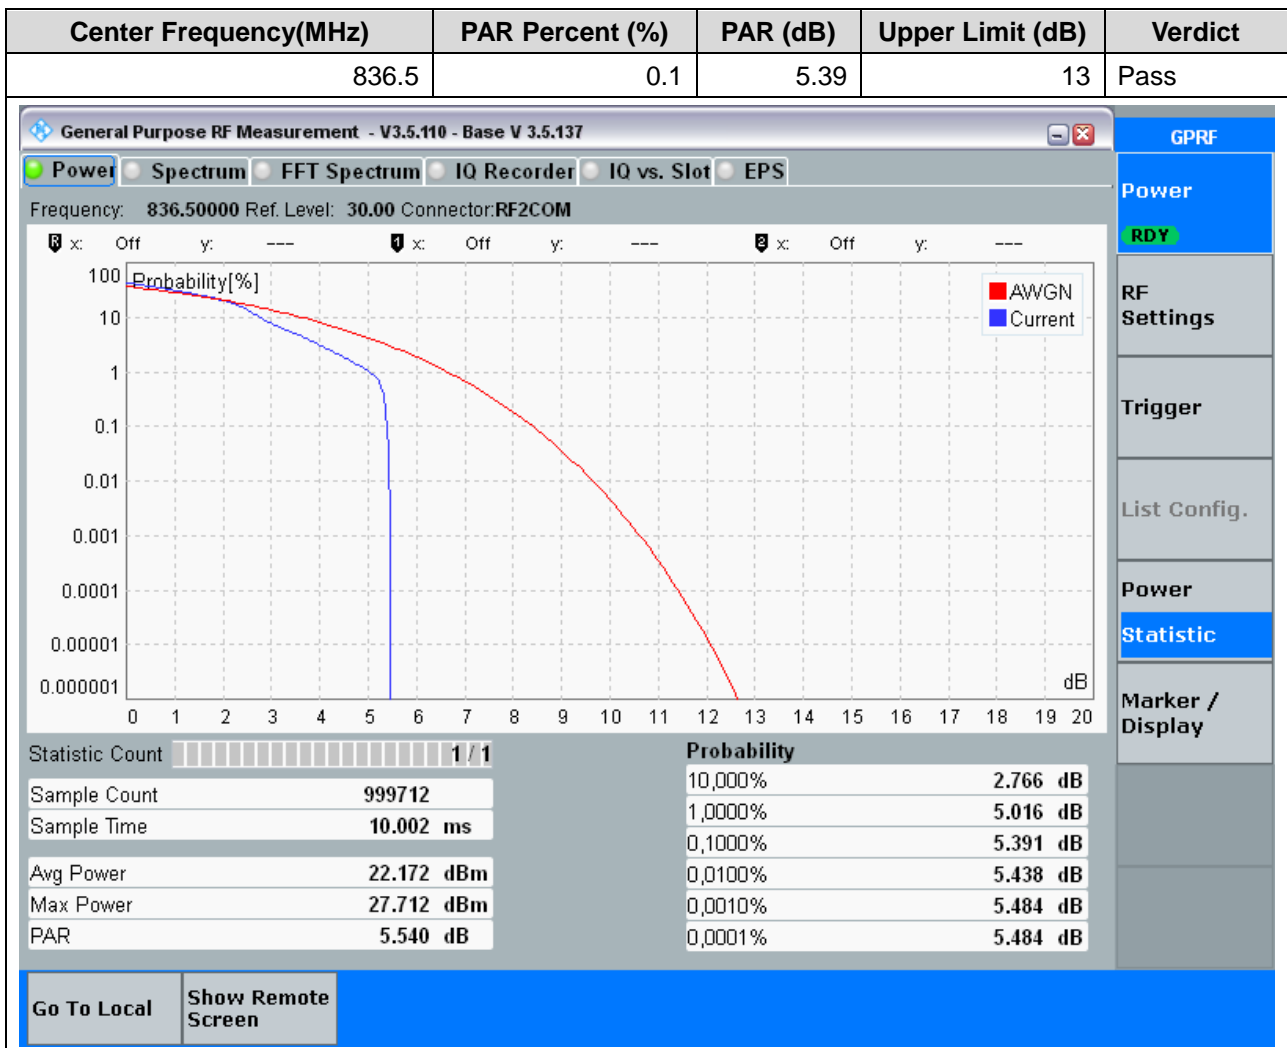 Center Frequency(MHz) PAR Percent (%) PAR (dB) Upper Limit (dB) Verdict
836.5 0.1 5.39 13 Pass
General Purpose RF Measurement - V3.5.110 - Base V 3.5.137
GPRF
Power Spectrum FFT Spectrum IQ Recorder IQ vs. Slot EPS
Power
RDY
Frequency: 836.50000 Ref. Level: 30.00 Connector:RF2COM
R x: Off y: --- 1 x: Off y: --- 2 x: Off y: ---
Probability[%]
AWGN
Current
100
10
1
0.1
0.01
0.001
0.0001
0.00001
0.000001
dB
0 1 2 3 4 5 6 7 8 9 10 11 12 13 14 15 16 17 18 19 20
RF
Settings
Trigger
List Config.
Power
Statistic
Marker /
Display
Statistic Count 1 / 1
Sample Count 999712
Sample Time 10.002 ms
Avg Power 22.172 dBm
Max Power 27.712 dBm
PAR 5.540 dB
Probability
10,000% 2.766 dB
1,0000% 5.016 dB
0,1000% 5.391 dB
0,0100% 5.438 dB
0,0010% 5.484 dB
0,0001% 5.484 dB
Go To Local
Show Remote
Screen